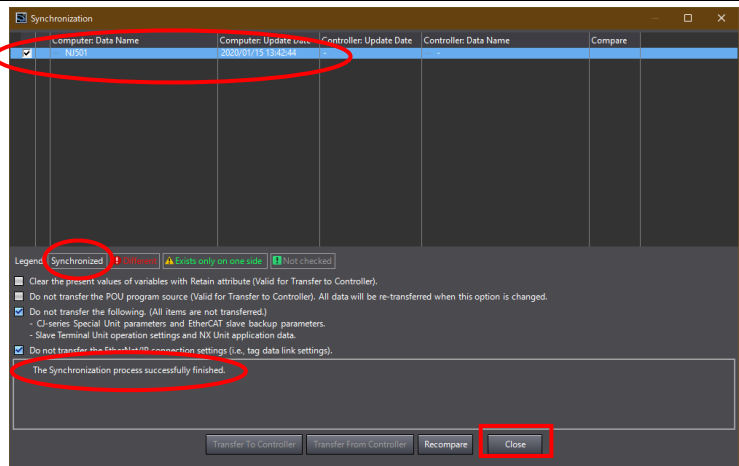 Synchronization
Computer: Data Name Computer: Update Date Controller: Update Date Controller: Data Name Compare
NJ501 2020/01/15 13:42:44 - -
Legend Synchronized ! Different Exists only on one side ! Not checked
Clear the present values of variables with Retain attribute (Valid for Transfer to Controller).
Do not transfer the POU program source (Valid for Transfer to Controller). All data will be re-transferred when this option is changed.
Do not transfer the following. (All items are not transferred.)
- CJ-series Special Unit parameters and EtherCAT slave backup parameters.
- Slave Terminal Unit operation settings and NX Unit application data.
Do not transfer the EtherNet/IP connection settings (i.e., tag data link settings).
The Synchronization process successfully finished.
Transfer To Controller Transfer From Controller Recompare Close